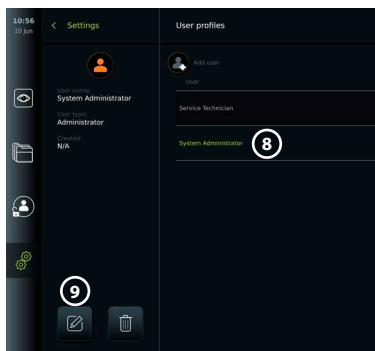 10:56
10 Jun
Settings
User profiles
Add user
User name:
System Administrator
User
User type:
Administrator
Service Technician
Created:
N/A
System Administrator
8
9